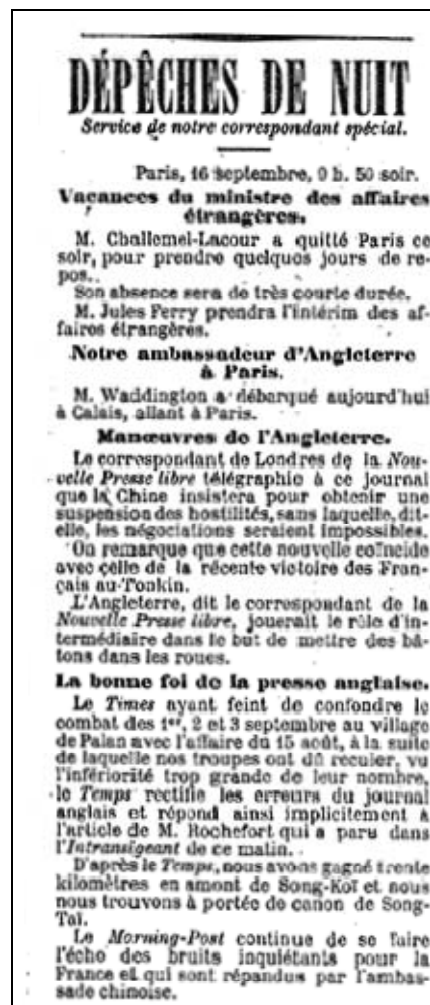 DÉPÊCHES DE NUIT
Service de notre correspondant spécial.
Paris, 16 septembre, 9 h. 50 soir.
Vacances du ministre des affaires
étrangères.
M. Challemel-Lacour a quitté Paris ce
soir, pour prendre quelques jours de re-
pos.
Son absence sera de très courte durée.
M. Jules Ferry prendra l'intérim des af-
faires étrangères.
Notre ambassadeur d'Angleterre
à Paris.
M. Waddington a débarqué aujourd'hui
à Calais, allant à Paris.
Manœuvres de l'Angleterre.
Le correspondant de Londres de la Nou-
velle Presse libre télégraphie à ce journal
que la Chine insistera pour obtenir une
suspension des hostilités, sans laquelle, dit-
elle, les négociations seraient impossibles.
On remarque que cette nouvelle coïncide
avec celle de la récente victoire des Fran-
çais au Tonkin.
L'Angleterre, dit le correspondant de la
Nouvelle Presse libre, jouerait le rôle d'in-
termédiaire dans le but de mettre des bâ-
tons dans les roues.
La bonne foi de la presse anglaise.
Le Times ayant feint de confondre le
combat des 1er, 2 et 3 septembre au village
de Palan avec l'affaire du 15 août, à la suite
de laquelle nos troupes ont dû reculer, vu
l'infériorité trop grande de leur nombre,
le Temps rectifie les erreurs du journal
anglais et répond ainsi implicitement à
l'article de M. Rochefort qui a paru dans
l'Intransigeant de ce matin.
D'après le Temps, nous avons gagné trente
kilomètres en amont de Song-Koï et nous
nous trouvons à portée de canon de Song-
Taï.
Le Morning-Post continue de se faire
l'écho des bruits inquiétants pour la
France et qui sont répandus par l'ambas-
sade chinoise.